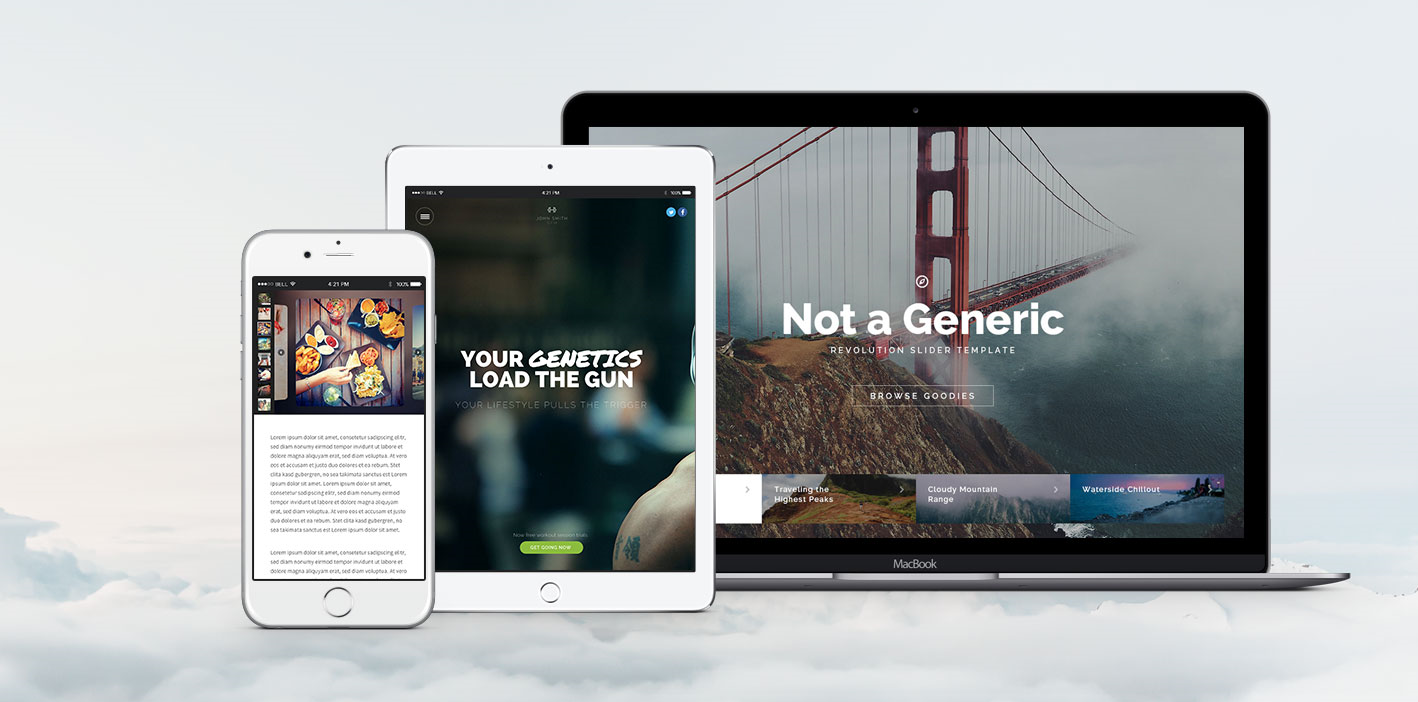 BELL
4:21 PM
100%
Lorem ipsum dolor sit amet, consetetur sadipscing elitr,
sed diam nonumy eirmod tempor invidunt ut labore et
dolore magna aliquyam erat, sed diam voluptua. At vero
eos et accusam et justo duo dolores et ea rebum. Stet
clita kasd gubergren, no sea takimata sanctus est Lorem
ipsum dolor sit amet. Lorem ipsum dolor sit amet,
consetetur sadipscing elitr, sed diam nonumy eirmod
tempor invidunt ut labore et dolore magna aliquyam
erat, sed diam voluptua. At vero eos et accusam et justo
duo dolores et ea rebum. Stet clita kasd gubergren, no
sea takimata sanctus est Lorem ipsum dolor sit amet.
Lorem ipsum dolor sit amet, consetetur sadipscing elitr,
sed diam nonumy eirmod tempor invidunt ut labore et
dolore magna aliquyam erat, sed diam voluptua. At vero
BELL
4:21 PM
100%
JOHN SMITH
YOUR GENETICS
LOAD THE GUN
YOUR LIFESTYLE PULLS THE TRIGGER
GET GOING NOW
Not a Generic
REVOLUTION SLIDER TEMPLATE
BROWSE GOODIES
Traveling the
Highest Peaks
Cloudy Mountain
Range
Waterside Chillout
MacBook